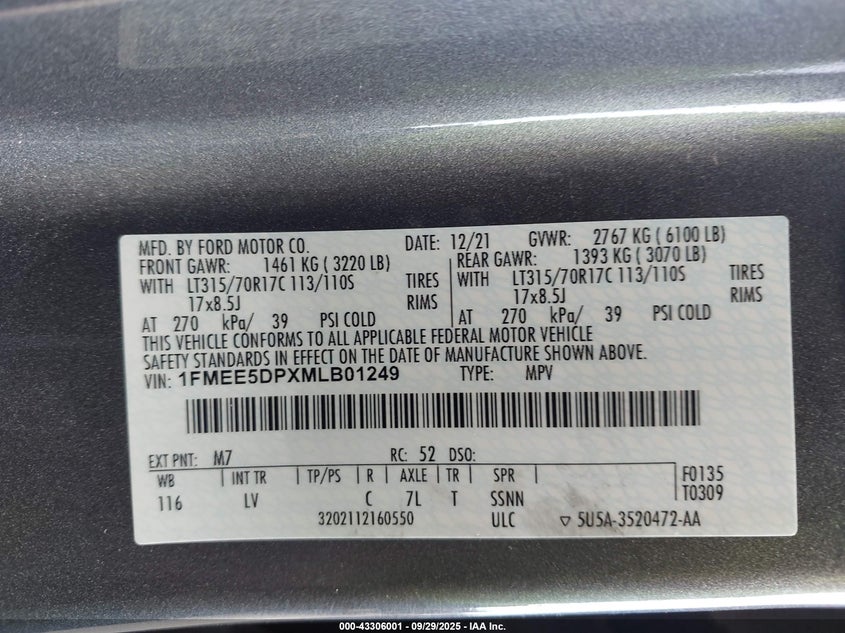 MFD. BY FORD MOTOR CO. DATE: 12/21 GVWR: 2767 KG ( 6100 LB)
FRONT GAWR: 1461 KG ( 3220 LB) REAR GAWR: 1393 KG ( 3070 LB)
WITH LT315/70R17C 113/110S TIRES WITH LT315/70R17C 113/110S TIRES
17x8.5J RIMS 17x8.5J RIMS
AT 270 kPa/ 39 PSI COLD AT 270 kPa/ 39 PSI COLD
THIS VEHICLE CONFORMS TO ALL APPLICABLE FEDERAL MOTOR VEHICLE
SAFETY STANDARDS IN EFFECT ON THE DATE OF MANUFACTURE SHOWN ABOVE.
VIN: 1FMEE5DPXMLB01249 TYPE: MPV
EXT PNT: M7 RC: 52 DSO:
WB INT TR TP/PS R AXLE TR SPR F0135
116 LV C 7L T SSNN T0309
3202112160550 ULC ▽ 5U5A-3520472-AA
000-43306001 - 09/29/2025 - IAA Inc.